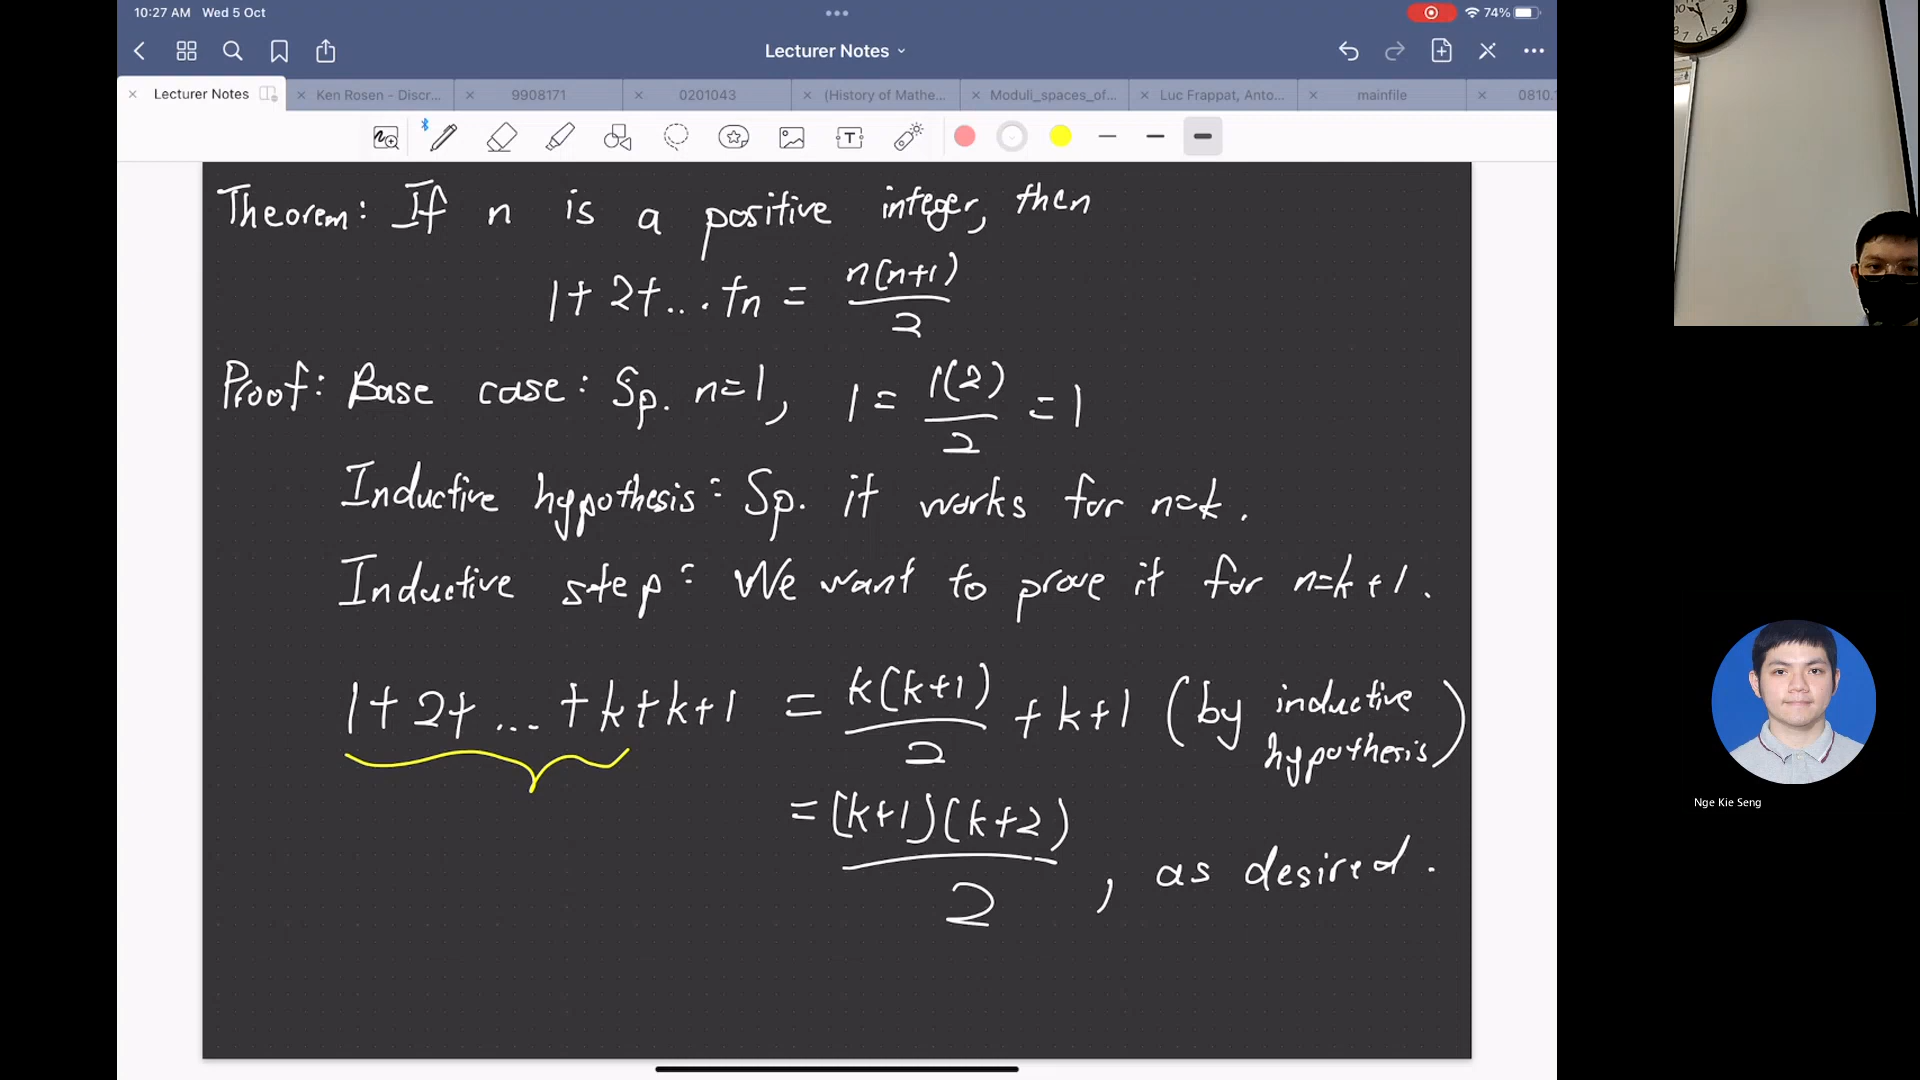 10:27 AM Wed 5 Oct
74%
Lecturer Notes
Lecturer Notes
Ken Rosen - Discr...
9908171
0201043
(History of Mathe...
Moduli_spaces_of...
Luc Frappat, Anto...
mainfile
0810.
Theorem: If n is a positive integer, then
1+2+...+n = n(n+1)/2
Proof: Base case: Sp. n=1, 1 = 1(2)/2 = 1
Inductive hypothesis: Sp. it works for n=k.
Inductive step: We want to prove it for n=k+1.
1+2+...+k+k+1 = k(k+1)/2 + k+1 (by inductive hypothesis)
= (k+1)(k+2)/2, as desired.
Nge Kie Seng